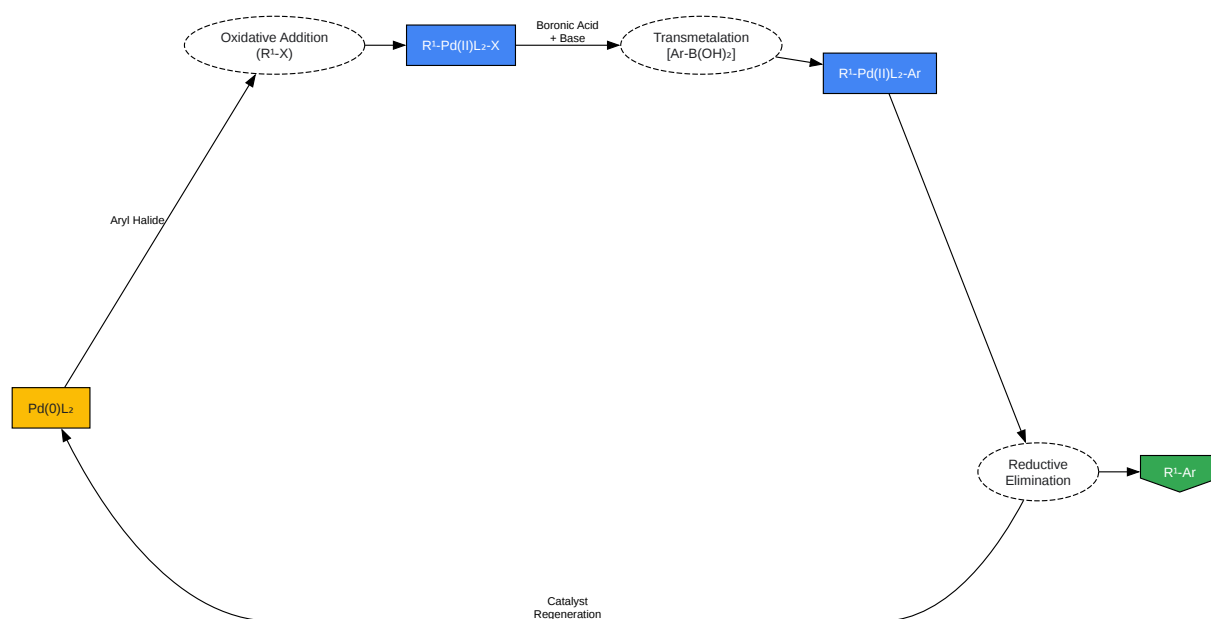 Oxidative Addition
(R¹-X)
R¹-Pd(II)L₂-X
Boronic Acid
+ Base
Transmetalation
[Ar-B(OH)₂]
R¹-Pd(II)L₂-Ar
Aryl Halide
Pd(0)L₂
Reductive
Elimination
R¹-Ar
Catalyst
Regeneration